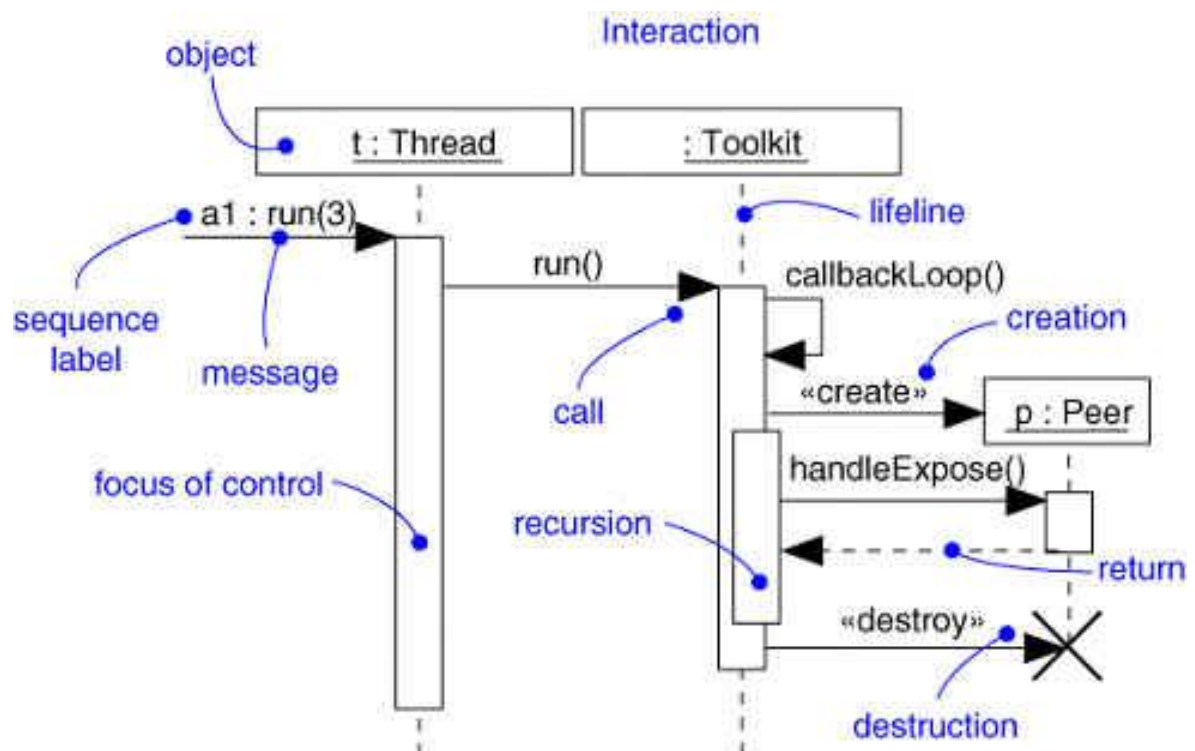 Interaction
object
t : Thread
: Toolkit
a1 : run(3)
lifeline
run()
callbackLoop()
sequence
label
message
creation
call
«create»
p : Peer
handleExpose()
focus of control
recursion
return
«destroy»
destruction